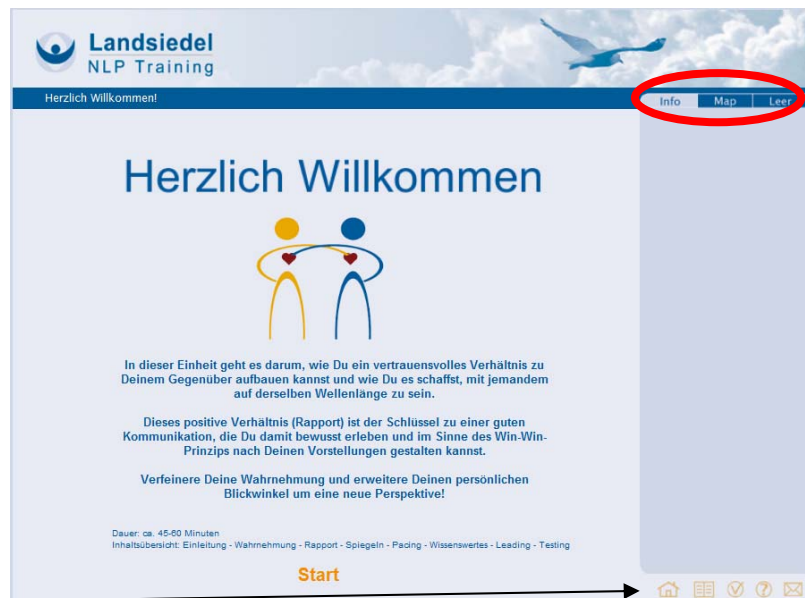 Landsiedel
NLP Training
Herzlich Willkommen!
Info Map Leer
Herzlich Willkommen
In dieser Einheit geht es darum, wie Du ein vertrauensvolles Verhältnis zu
Deinem Gegenüber aufbauen kannst und wie Du es schaffst, mit jemandem
auf derselben Wellenlänge zu sein.
Dieses positive Verhältnis (Rapport) ist der Schlüssel zu einer guten
Kommunikation, die Du damit bewusst erleben und im Sinne des Win-Win-
Prinzips nach Deinen Vorstellungen gestalten kannst.
Verfeinere Deine Wahrnehmung und erweitere Deinen persönlichen
Blickwinkel um eine neue Perspektive!
Dauer: ca. 45-60 Minuten
Inhaltsübersicht: Einleitung - Wahrnehmung - Rapport - Spiegeln - Pacing - Wissenswertes - Leading - Testing
Start